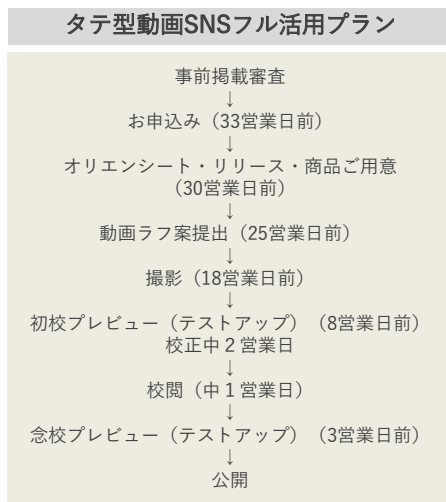 タテ型動画SNSフル活用プラン
事前掲載審査
↓
お申込み（33営業日前）
↓
オリエンシート・リリース・商品ご用意
（30営業日前）
↓
動画ラフ案提出（25営業日前）
↓
撮影（18営業日前）
↓
初校プレビュー（テストアップ）（8営業日前）
校正中２営業日
↓
校閲（中１営業日）
↓
念校プレビュー（テストアップ）（3営業日前）
↓
公開